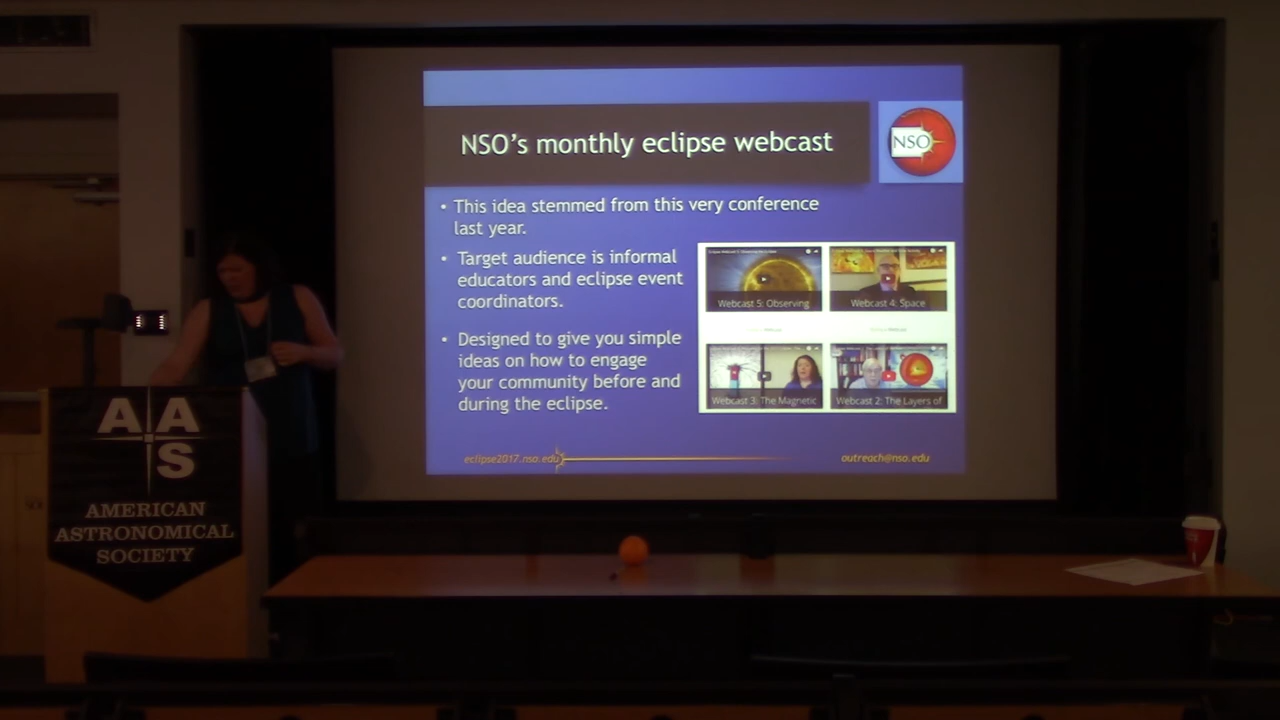 NSO's monthly eclipse webcast
NSO
• This idea stemmed from this very conference
last year.
• Target audience is informal
educators and eclipse event
coordinators.
• Designed to give you simple
ideas on how to engage
your community before and
during the eclipse.
Webcast 5: Observing
Webcast 4: Space
Webcast 3: The Magnetic
Webcast 2: The Layers of
eclipse2017.nso.edu
outreach@nso.edu
A A
S
AMERICAN
ASTRONOMICAL
SOCIETY